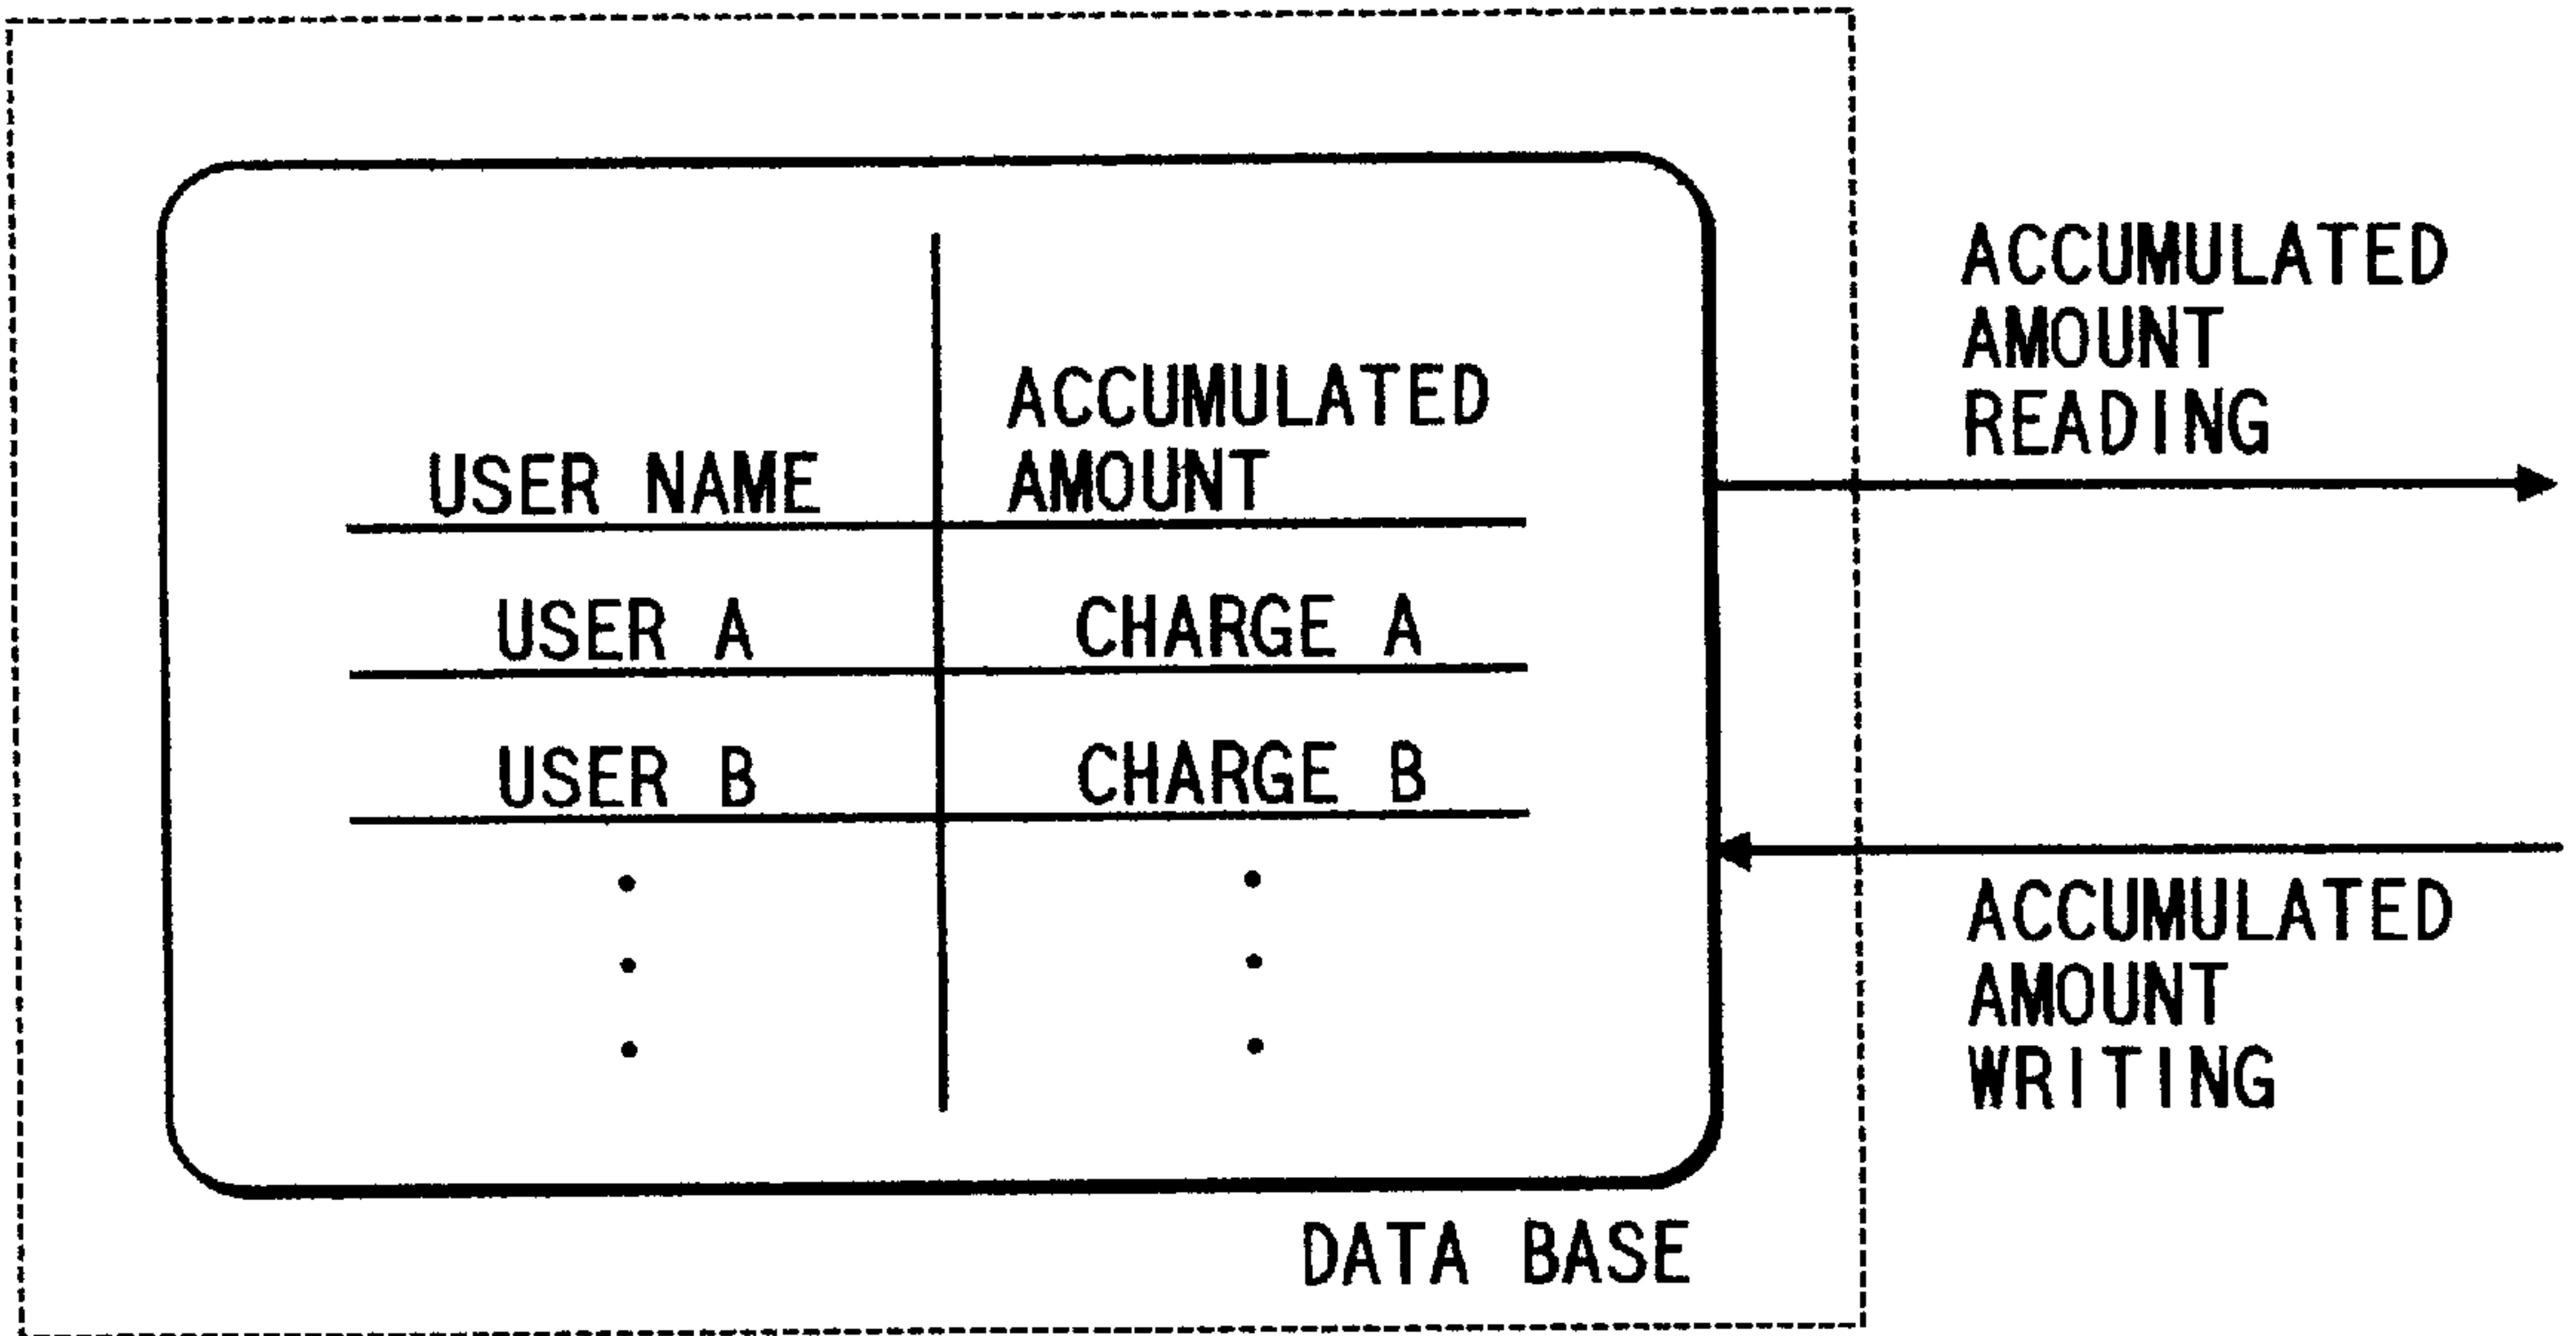 ACCUMULATED
AMOUNT
READING
USER NAME
ACCUMULATED
AMOUNT
USER A
CHARGE A
USER B
CHARGE B
ACCUMULATED
AMOUNT
WRITING
DATA BASE